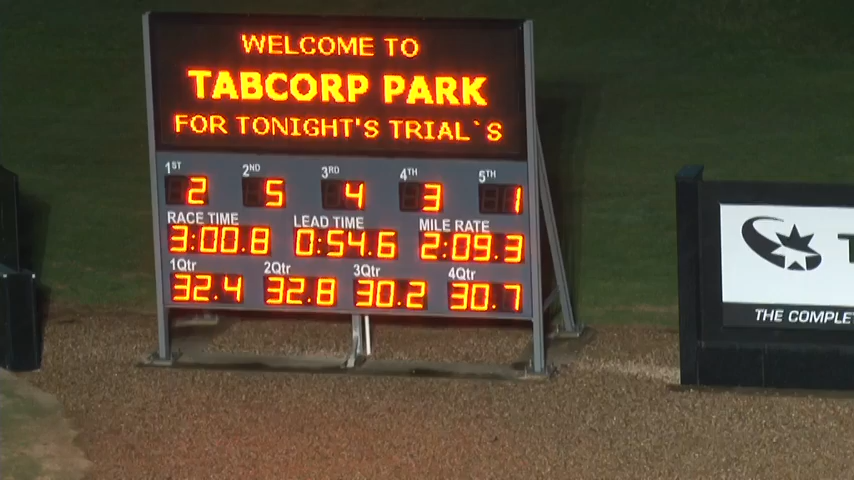 WELCOME TO
TABCORP PARK
FOR TONIGHT'S TRIAL`S
1ST 2ND 3RD 4TH 5TH
2 5 4 3 1
RACE TIME LEAD TIME MILE RATE
3:00.8 0:54.6 2:09.3
1Qtr 2Qtr 3Qtr 4Qtr
32.4 32.8 30.2 30.7
THE COMPLET